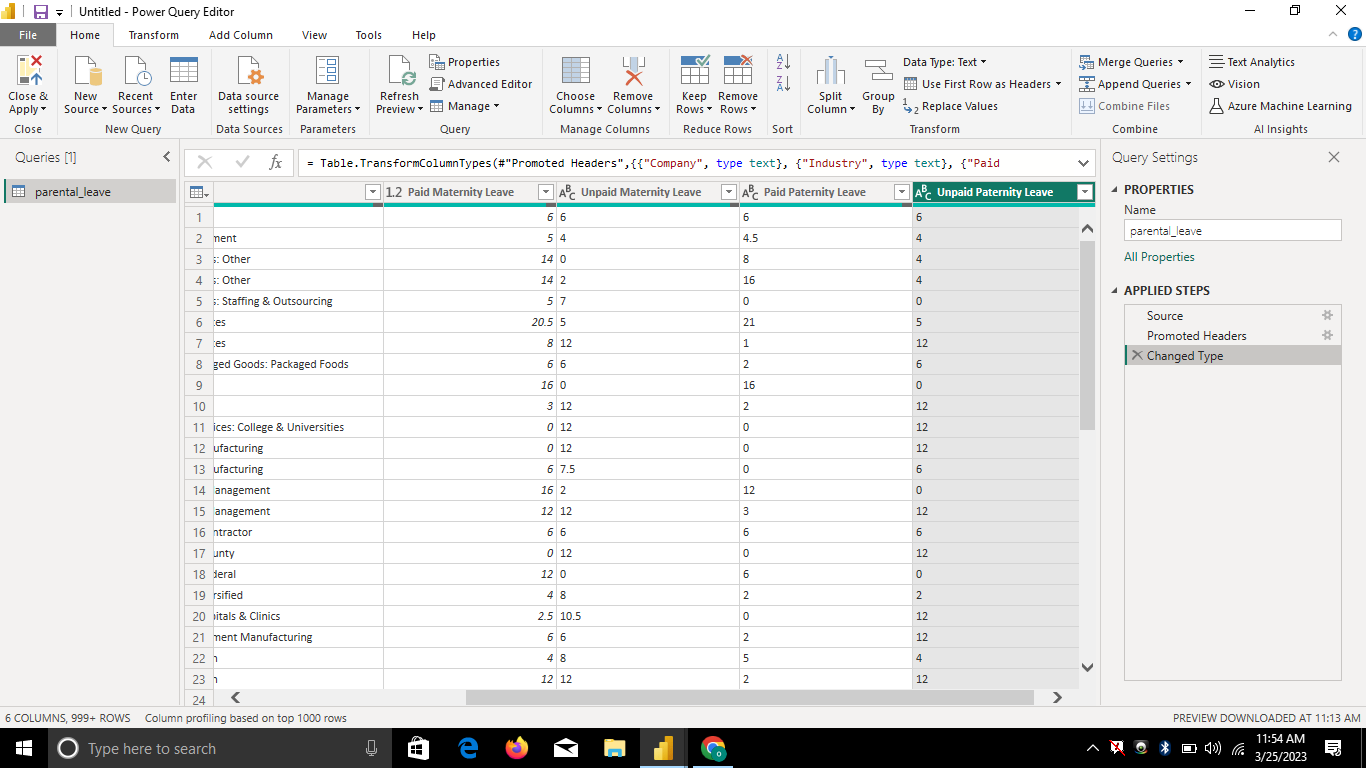 Untitled - Power Query Editor
File Home Transform Add Column View Tools Help
Close & Apply
Close
New Source Recent Sources Enter Data
New Query
Data source settings
Data Sources
Manage Parameters
Parameters
Refresh Preview Properties Advanced Editor Manage
Query
Choose Columns Remove Columns
Manage Columns
Keep Rows Remove Rows
Reduce Rows
Sort
Split Column Group By Data Type: Text Use First Row as Headers Replace Values
Transform
Merge Queries Append Queries Combine Files
Combine
Text Analytics Vision Azure Machine Learning
AI Insights
Queries [1]
parental_leave
= Table.TransformColumnTypes(#"Promoted Headers",{{"Company", type text}, {"Industry", type text}, {"Paid
1.2 Paid Maternity Leave ABC Unpaid Maternity Leave ABC Paid Paternity Leave ABC Unpaid Paternity Leave
1 6 6 6 6
2 ment 5 4 4.5 4
3 s: Other 14 0 8 4
4 s: Other 14 2 16 4
5 s: Staffing & Outsourcing 5 7 0 0
6 ces 20.5 5 21 5
7 ces 8 12 1 12
8 ged Goods: Packaged Foods 6 6 2 6
9 16 0 16 0
10 3 12 2 12
11 ices: College & Universities 0 12 0 12
12 ufacturing 0 12 0 12
13 ufacturing 6 7.5 0 6
14 anagement 16 2 12 0
15 anagement 12 12 3 12
16 ntractor 6 6 6 6
17 unty 0 12 0 12
18 deral 12 0 6 0
19 rsified 4 8 2 2
20 pitals & Clinics 2.5 10.5 0 12
21 ment Manufacturing 6 6 2 12
22 n 4 8 5 4
23 n 12 12 2 12
24
Query Settings
PROPERTIES
Name
parental_leave
All Properties
APPLIED STEPS
Source
Promoted Headers
Changed Type
6 COLUMNS, 999+ ROWS Column profiling based on top 1000 rows PREVIEW DOWNLOADED AT 11:13 AM
Type here to search
11:54 AM
3/25/2023